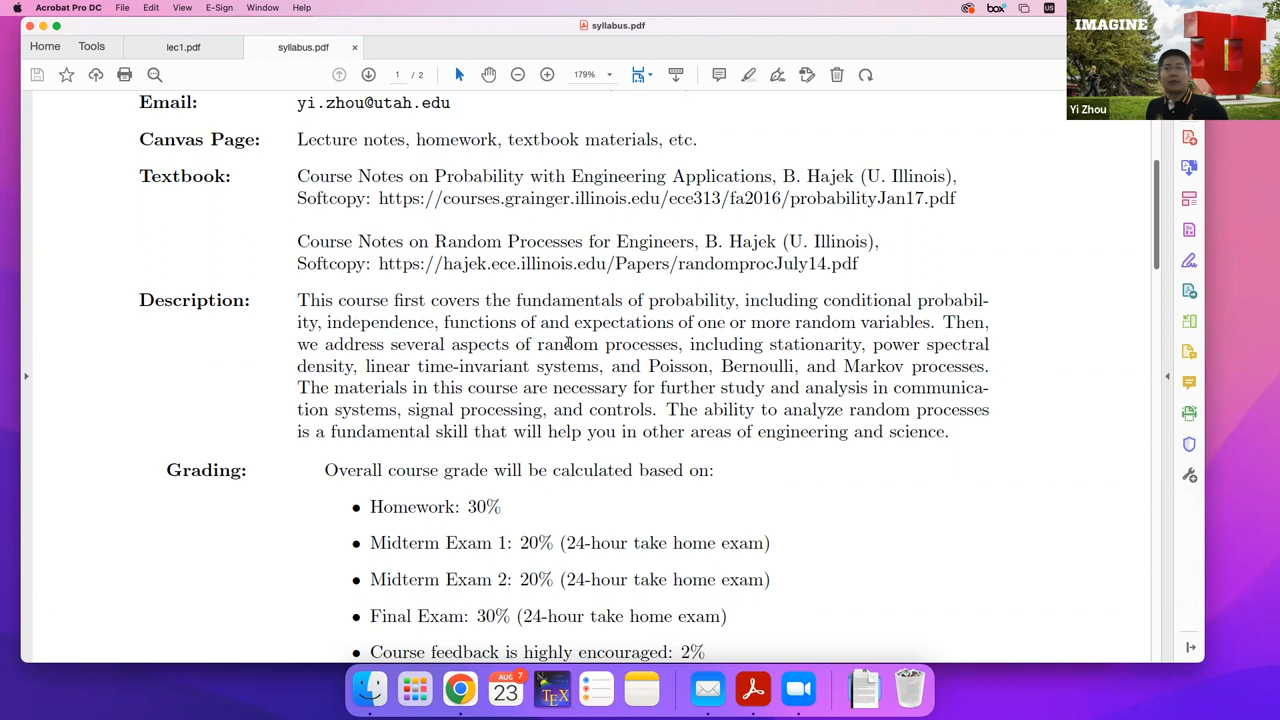 Acrobat Pro DC File Edit View E-Sign Window Help
box
US
syllabus.pdf
Home Tools lec1.pdf syllabus.pdf ×
1 / 2 179%
IMAGINE
U
Yi Zhou
Email: yi.zhou@utah.edu
Canvas Page: Lecture notes, homework, textbook materials, etc.
Textbook: Course Notes on Probability with Engineering Applications, B. Hajek (U. Illinois),
Softcopy: https://courses.grainger.illinois.edu/ece313/fa2016/probabilityJan17.pdf
Course Notes on Random Processes for Engineers, B. Hajek (U. Illinois),
Softcopy: https://hajek.ece.illinois.edu/Papers/randomprocJuly14.pdf
Description: This course first covers the fundamentals of probability, including conditional probabil-
ity, independence, functions of and expectations of one or more random variables. Then,
we address several aspects of random processes, including stationarity, power spectral
density, linear time-invariant systems, and Poisson, Bernoulli, and Markov processes.
The materials in this course are necessary for further study and analysis in communica-
tion systems, signal processing, and controls. The ability to analyze random processes
is a fundamental skill that will help you in other areas of engineering and science.
Grading: Overall course grade will be calculated based on:
• Homework: 30%
• Midterm Exam 1: 20% (24-hour take home exam)
• Midterm Exam 2: 20% (24-hour take home exam)
• Final Exam: 30% (24-hour take home exam)
• Course feedback is highly encouraged: 2%
AUG 7
23
TEX